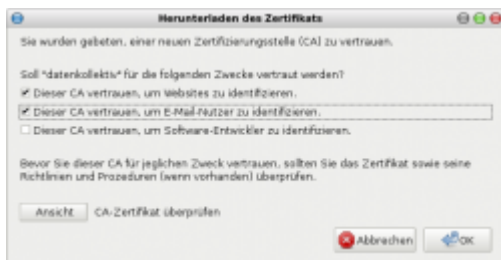 Herunterladen des Zertifikats
Sie wurden gebeten, einer neuen Zertifizierungsstelle (CA) zu vertrauen.
Soll "datenkollektiv" für die folgenden Zwecke vertraut werden?
Dieser CA vertrauen, um Websites zu identifizieren.
Dieser CA vertrauen, um E-Mail-Nutzer zu identifizieren.
Dieser CA vertrauen, um Software-Entwickler zu identifizieren.
Bevor Sie dieser CA für jeglichen Zweck vertrauen, sollten Sie das Zertifikat sowie seine
Richtlinien und Prozeduren (wenn vorhanden) überprüfen.
Ansicht CA-Zertifikat überprüfen
Abbrechen OK